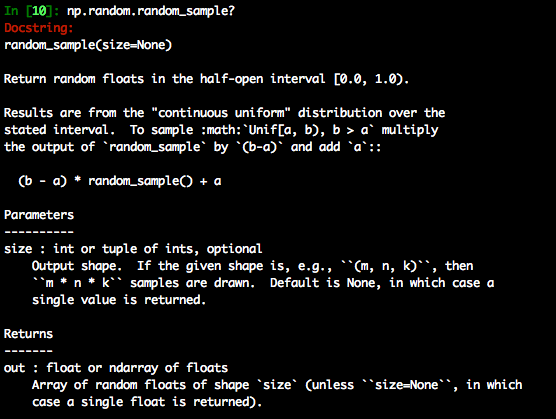 In [10]: np.random.random_sample?
Docstring:
random_sample(size=None)
Return random floats in the half-open interval [0.0, 1.0).
Results are from the "continuous uniform" distribution over the
stated interval.  To sample :math:`Unif[a, b), b > a` multiply
the output of `random_sample` by `(b-a)` and add `a`::
  (b - a) * random_sample() + a
Parameters
----------
size : int or tuple of ints, optional
    Output shape.  If the given shape is, e.g., ``(m, n, k)``, then
    ``m * n * k`` samples are drawn.  Default is None, in which case a
    single value is returned.
Returns
-------
out : float or ndarray of floats
    Array of random floats of shape `size` (unless ``size=None``, in which
    case a single float is returned).